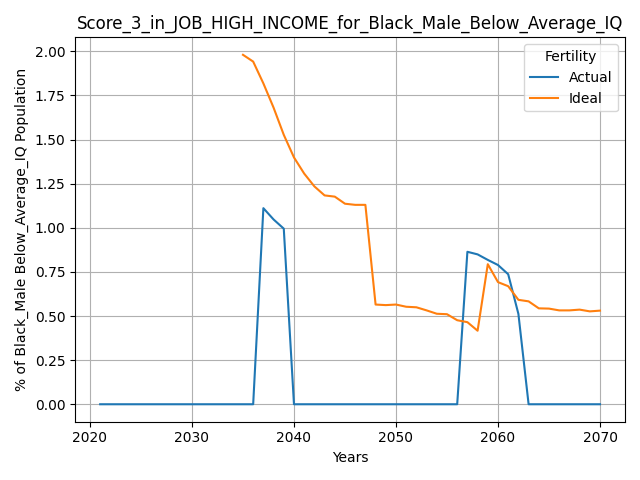 Score_3_in_JOB_HIGH_INCOME_for_Black_Male_Below_Average_IQ
Fertility
Actual
Ideal
% of Black_Male Below_Average_IQ Population
2.00
1.75
1.50
1.25
1.00
0.75
0.50
0.25
0.00
2020 2030 2040 2050 2060 2070
Years